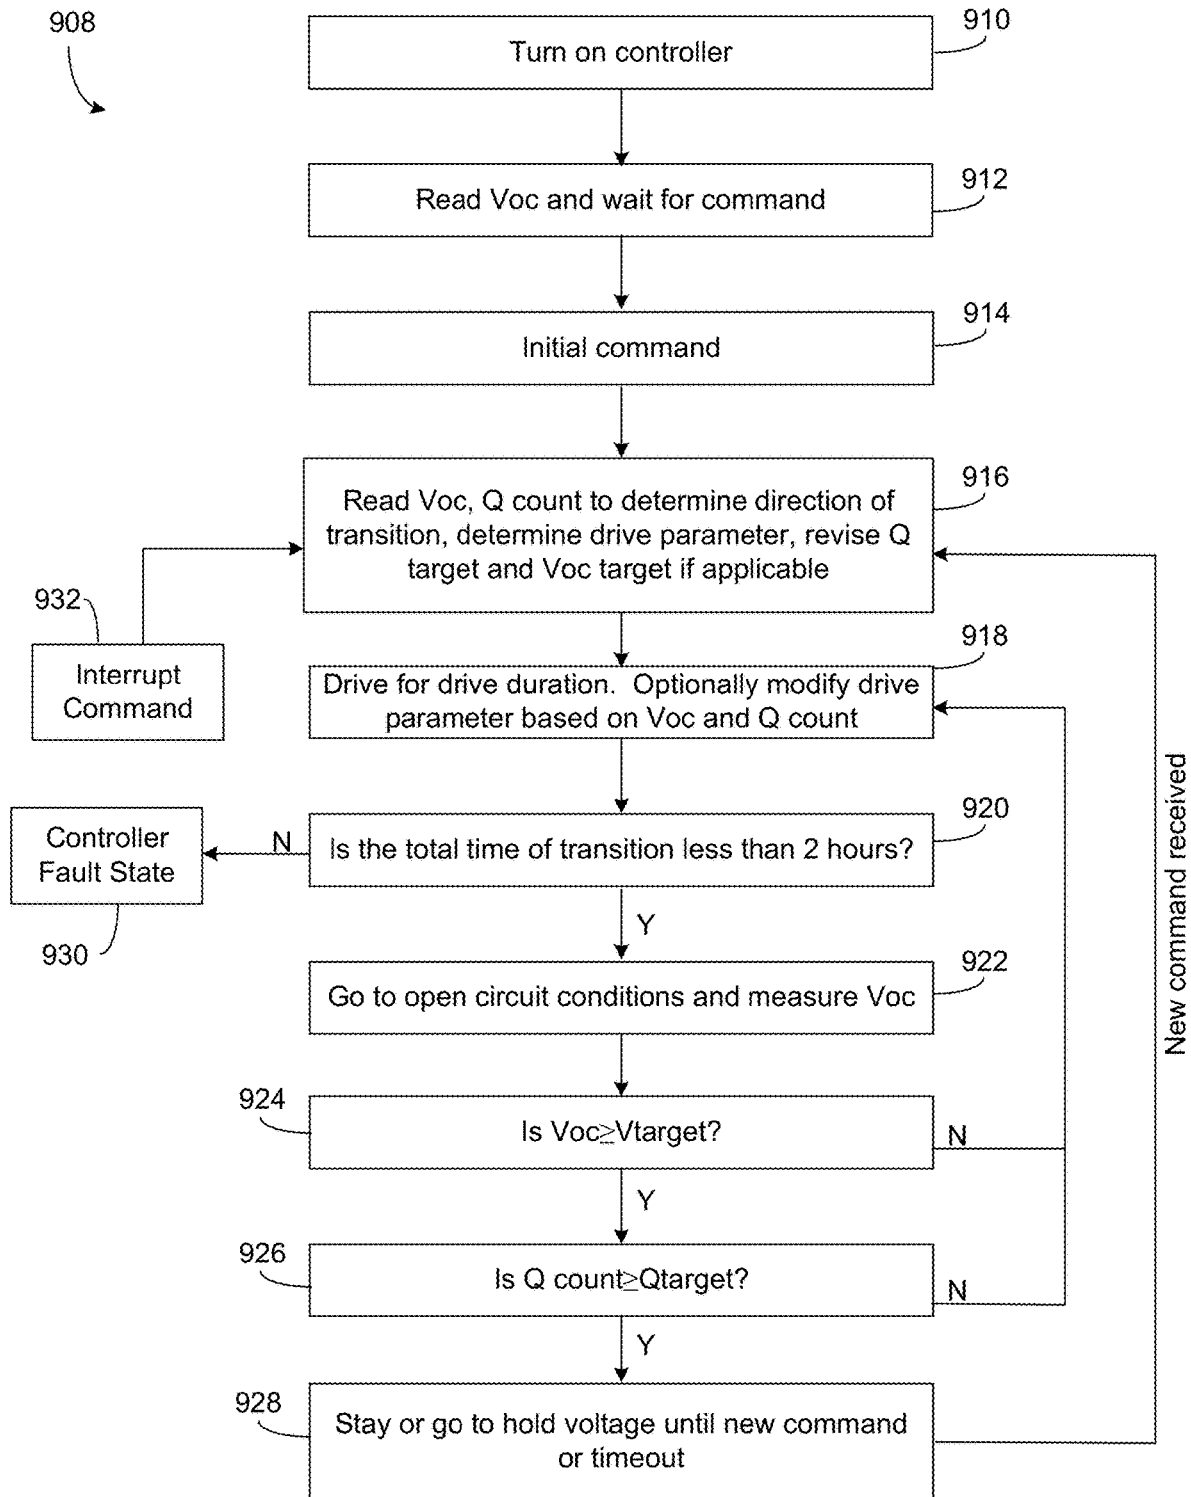 908
910
Turn on controller
912
Read Voc and wait for command
914
Initial command
916
Read Voc, Q count to determine direction of
transition, determine drive parameter, revise Q
target and Voc target if applicable
932
Interrupt
Command
918
Drive for drive duration. Optionally modify drive
parameter based on Voc and Q count
920
Is the total time of transition less than 2 hours?
N
Controller
Fault State
930
Y
922
Go to open circuit conditions and measure Voc
924
Is Voc≥Vtarget?
N
Y
926
Is Q count≥Qtarget?
N
Y
928
Stay or go to hold voltage until new command
or timeout
New command received